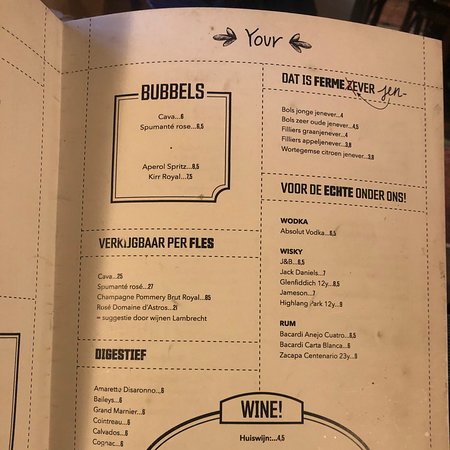 Your
BUBBELS
Cava...6
Spumanté rose...6,5
Aperol Spritz...8,5
Kirr Royal...7,5
VERKIJGBAAR PER FLES
Cava...25
Spumanté rosé...27
Champagne Pommery Brut Royal...65
Rosé Domaine d'Astros...21
= suggestie door wijnen Lambrecht
DIGESTIEF
Amaretto Disaronno...6
Baileys...6
Grand Marnier...6
Cointreau...6
Calvados...6
Cognac...6
DAT IS FERME ZEVER
jen-
Bols jonge jenever...4
Bols zeer oude jenever...4,5
Filliers graanjenever...4
Filliers appeljenever...3,8
Wortegemse citroen jenever...3,8
VOOR DE ECHTE ONDER ONS!
WODKA
Absolut Vodka...6,5
WISKY
J&B...6,5
Jack Daniels...7
Glenfiddich 12y...8,5
Jameson...7
Highlang Park 12y...9
RUM
Bacardi Anejo Cuatro...6,5
Bacardi Carta Blanca...6
Zacapa Centenario 23y...9
WINE!
Huiswijn:...4,5